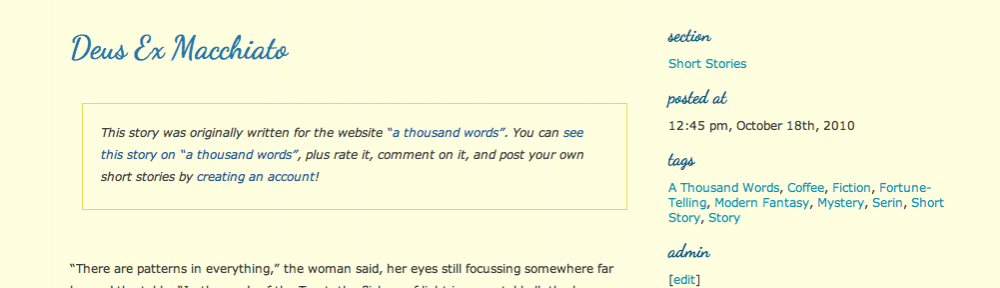 Deus Ex Macchiato
This story was originally written for the website “a thousand words”. You can see
this story on “a thousand words”, plus rate it, comment on it, and post your own
short stories by creating an account!
“There are patterns in everything,” the woman said, her eyes still focussing somewhere far
section
Short Stories
posted at
12:45 pm, October 18th, 2010
tags
A Thousand Words, Coffee, Fiction, Fortune-
Telling, Modern Fantasy, Mystery, Serin, Short
Story, Story
admin
[edit]